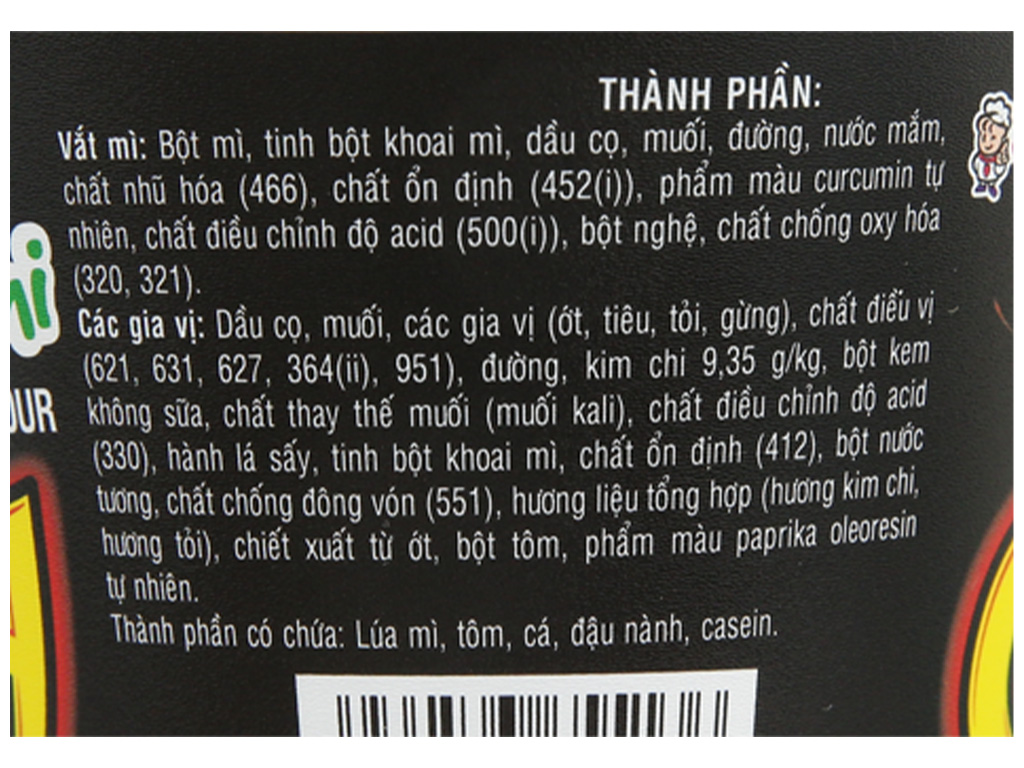 THÀNH PHẦN:
Vắt mì: Bột mì, tinh bột khoai mì, dầu cọ, muối, đường, nước mắm,
chất nhũ hóa (466), chất ổn định (452(i)), phẩm màu curcumin tự
nhiên, chất điều chỉnh độ acid (500(i)), bột nghệ, chất chống oxy hóa
(320, 321).
Các gia vị: Dầu cọ, muối, các gia vị (ớt, tiêu, tỏi, gừng), chất điều vị
(621, 631, 627, 364(ii), 951), đường, kim chi 9,35 g/kg, bột kem
không sữa, chất thay thế muối (muối kali), chất điều chỉnh độ acid
(330), hành lá sấy, tinh bột khoai mì, chất ổn định (412), bột nước
tương, chất chống đông vón (551), hương liệu tổng hợp (hương kim chi,
hương tỏi), chiết xuất từ ớt, bột tôm, phẩm màu paprika oleoresin
tự nhiên.
Thành phần có chứa: Lúa mì, tôm, cá, đậu nành, casein.